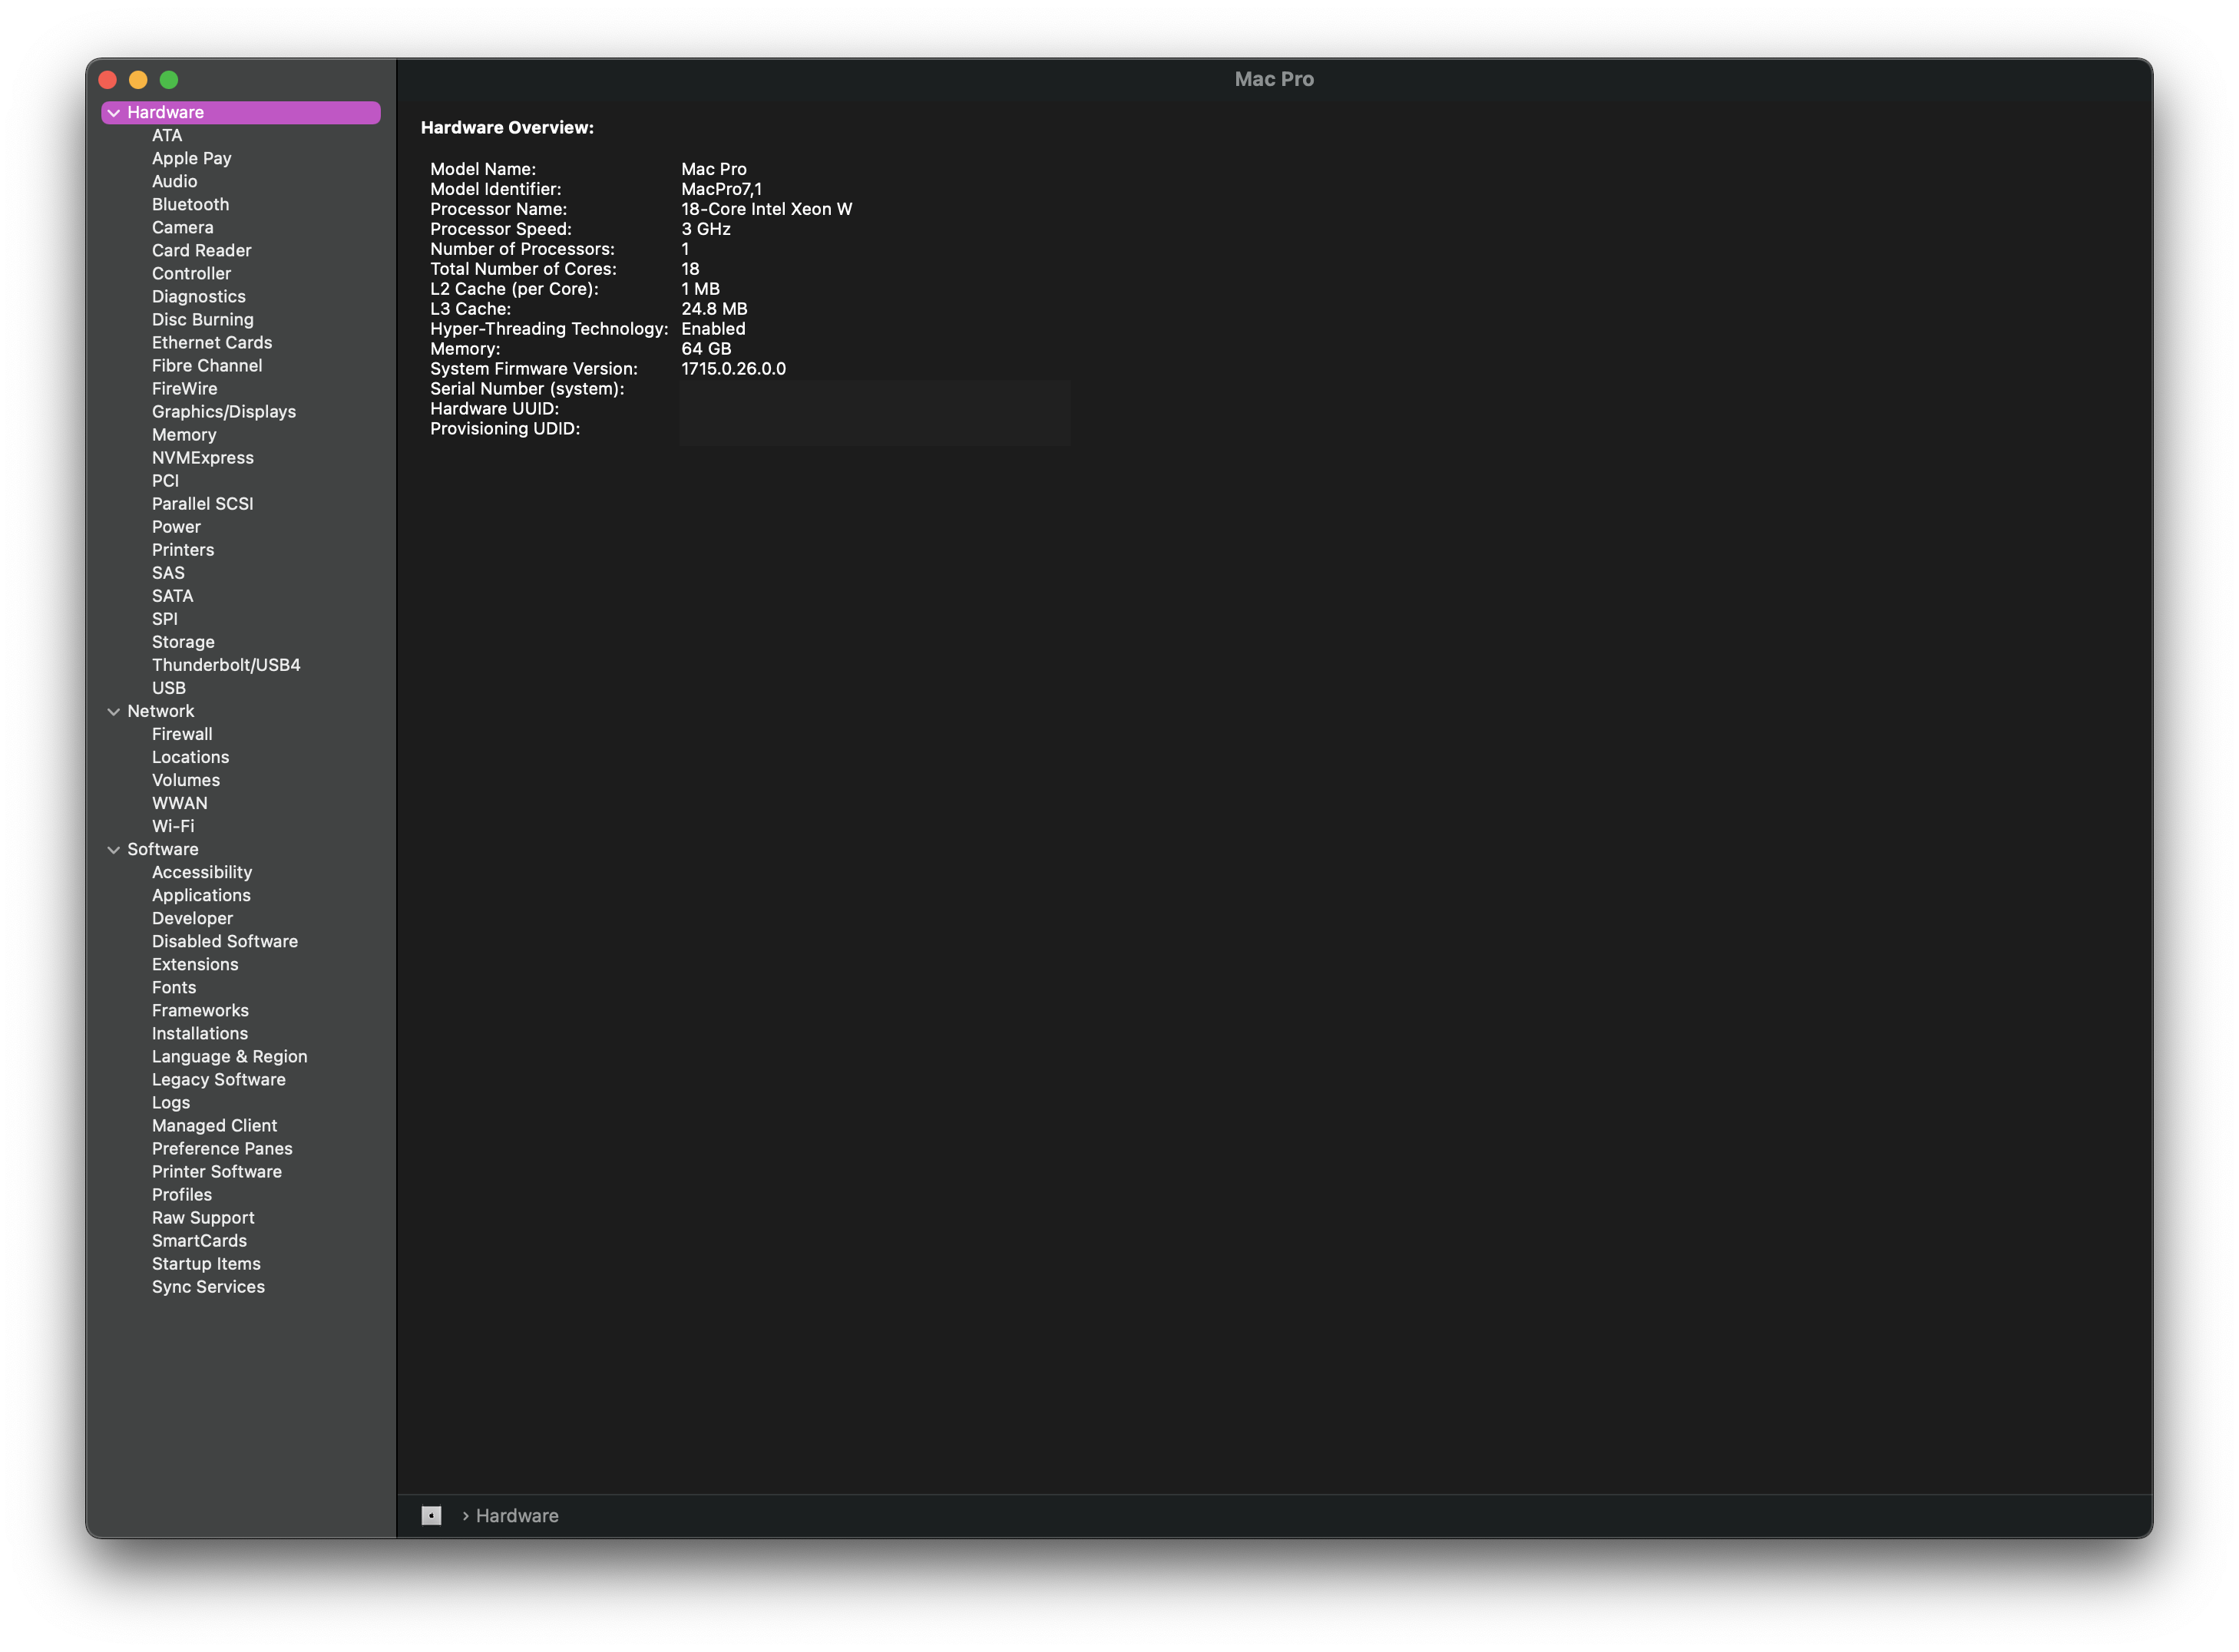 Mac Pro
Hardware
ATA
Apple Pay
Audio
Bluetooth
Camera
Card Reader
Controller
Diagnostics
Disc Burning
Ethernet Cards
Fibre Channel
FireWire
Graphics/Displays
Memory
NVMExpress
PCI
Parallel SCSI
Power
Printers
SAS
SATA
SPI
Storage
Thunderbolt/USB4
USB
Network
Firewall
Locations
Volumes
WWAN
Wi-Fi
Software
Accessibility
Applications
Developer
Disabled Software
Extensions
Fonts
Frameworks
Installations
Language & Region
Legacy Software
Logs
Managed Client
Preference Panes
Printer Software
Profiles
Raw Support
SmartCards
Startup Items
Sync Services
Hardware Overview:
Model Name: Mac Pro
Model Identifier: MacPro7,1
Processor Name: 18-Core Intel Xeon W
Processor Speed: 3 GHz
Number of Processors: 1
Total Number of Cores: 18
L2 Cache (per Core): 1 MB
L3 Cache: 24.8 MB
Hyper-Threading Technology: Enabled
Memory: 64 GB
System Firmware Version: 1715.0.26.0.0
Serial Number (system):
Hardware UUID:
Provisioning UDID:
› Hardware